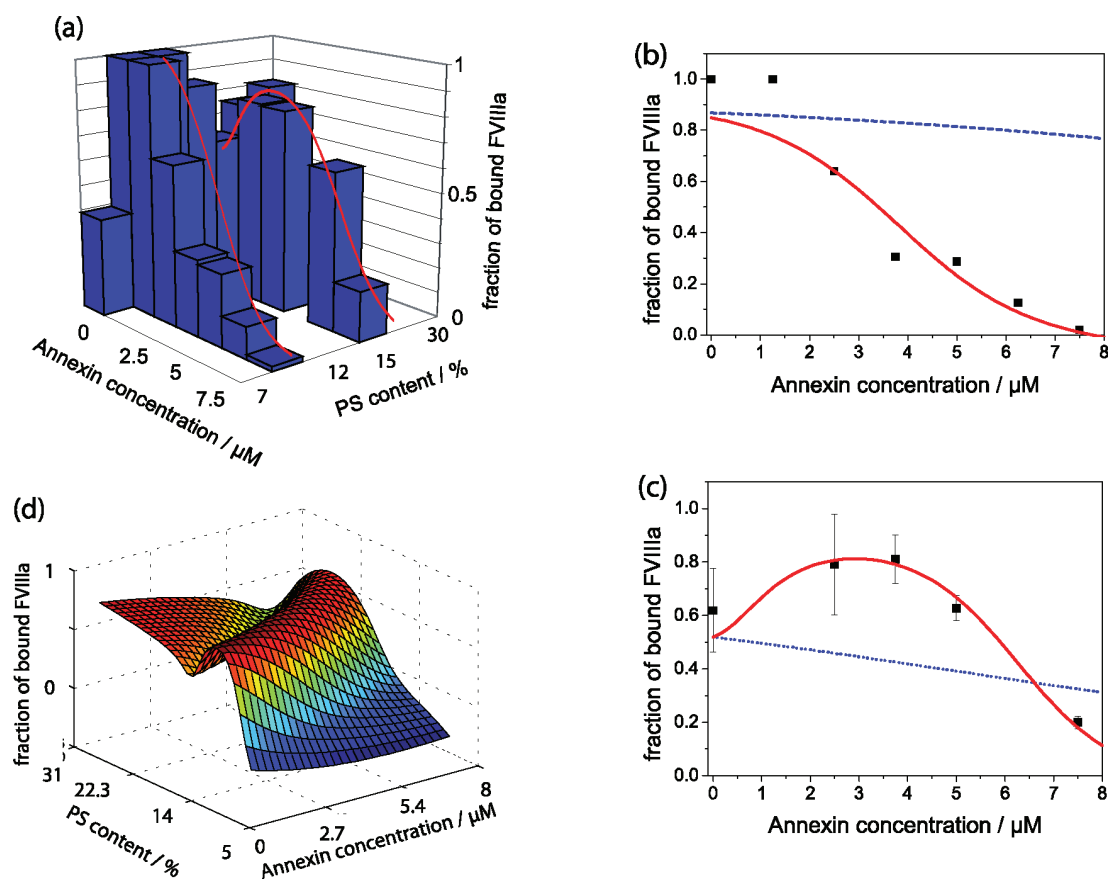 (a)
1
0.5
0
fraction of bound FVIIIa
0
2.5
5
7.5
Annexin concentration / μM
7
12
15
30
PS content / %
(b)
1.0
0.8
0.6
0.4
0.2
0.0
fraction of bound FVIIIa
0 1 2 3 4 5 6 7 8
Annexin concentration / μM
(c)
1.0
0.8
0.6
0.4
0.2
0.0
fraction of bound FVIIIa
0 1 2 3 4 5 6 7 8
Annexin concentration / μM
(d)
1
0
fraction of bound FVIIIa
31
22.3
14
5
PS content / %
0
2.7
5.4
8
Annexin concentration / μM